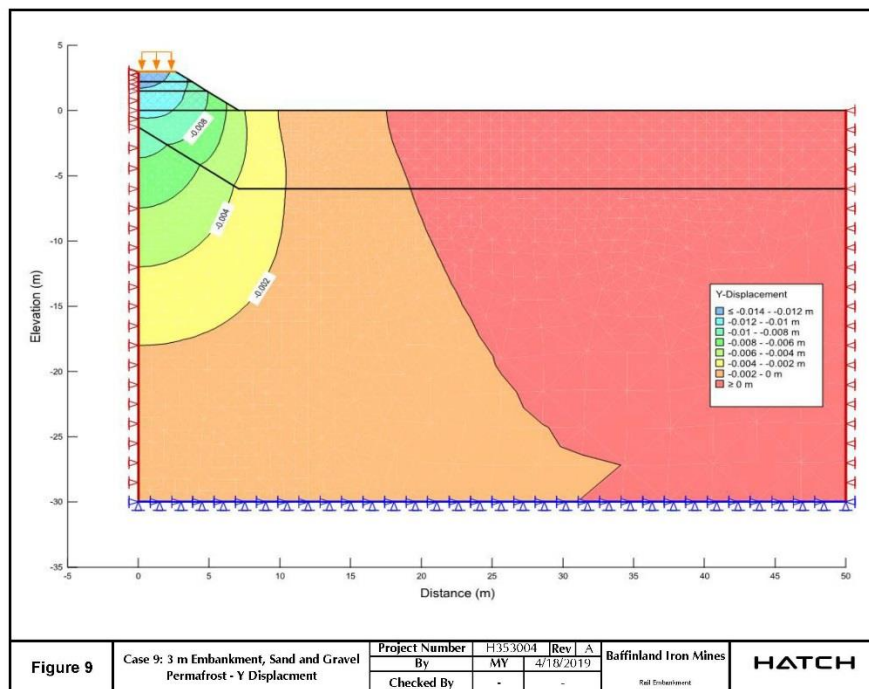 5
0
-5
-10
-15
-20
-25
-30
-35
Elevation (m)
-0.008
-0.004
-0.002
Y-Displacement
≤ -0.014 - -0.012 m
-0.012 - -0.01 m
-0.01 - -0.008 m
-0.008 - -0.006 m
-0.006 - -0.004 m
-0.004 - -0.002 m
-0.002 - 0 m
≥ 0 m
-5 0 5 10 15 20 25 30 35 40 45 50
Distance (m)
Figure 9
Case 9: 3 m Embankment, Sand and Gravel
Permafrost - Y Displacment
Project Number H353004 Rev A
By MY 4/18/2019
Checked By - -
Baffinland Iron Mines
Rail Embankment
HATCH